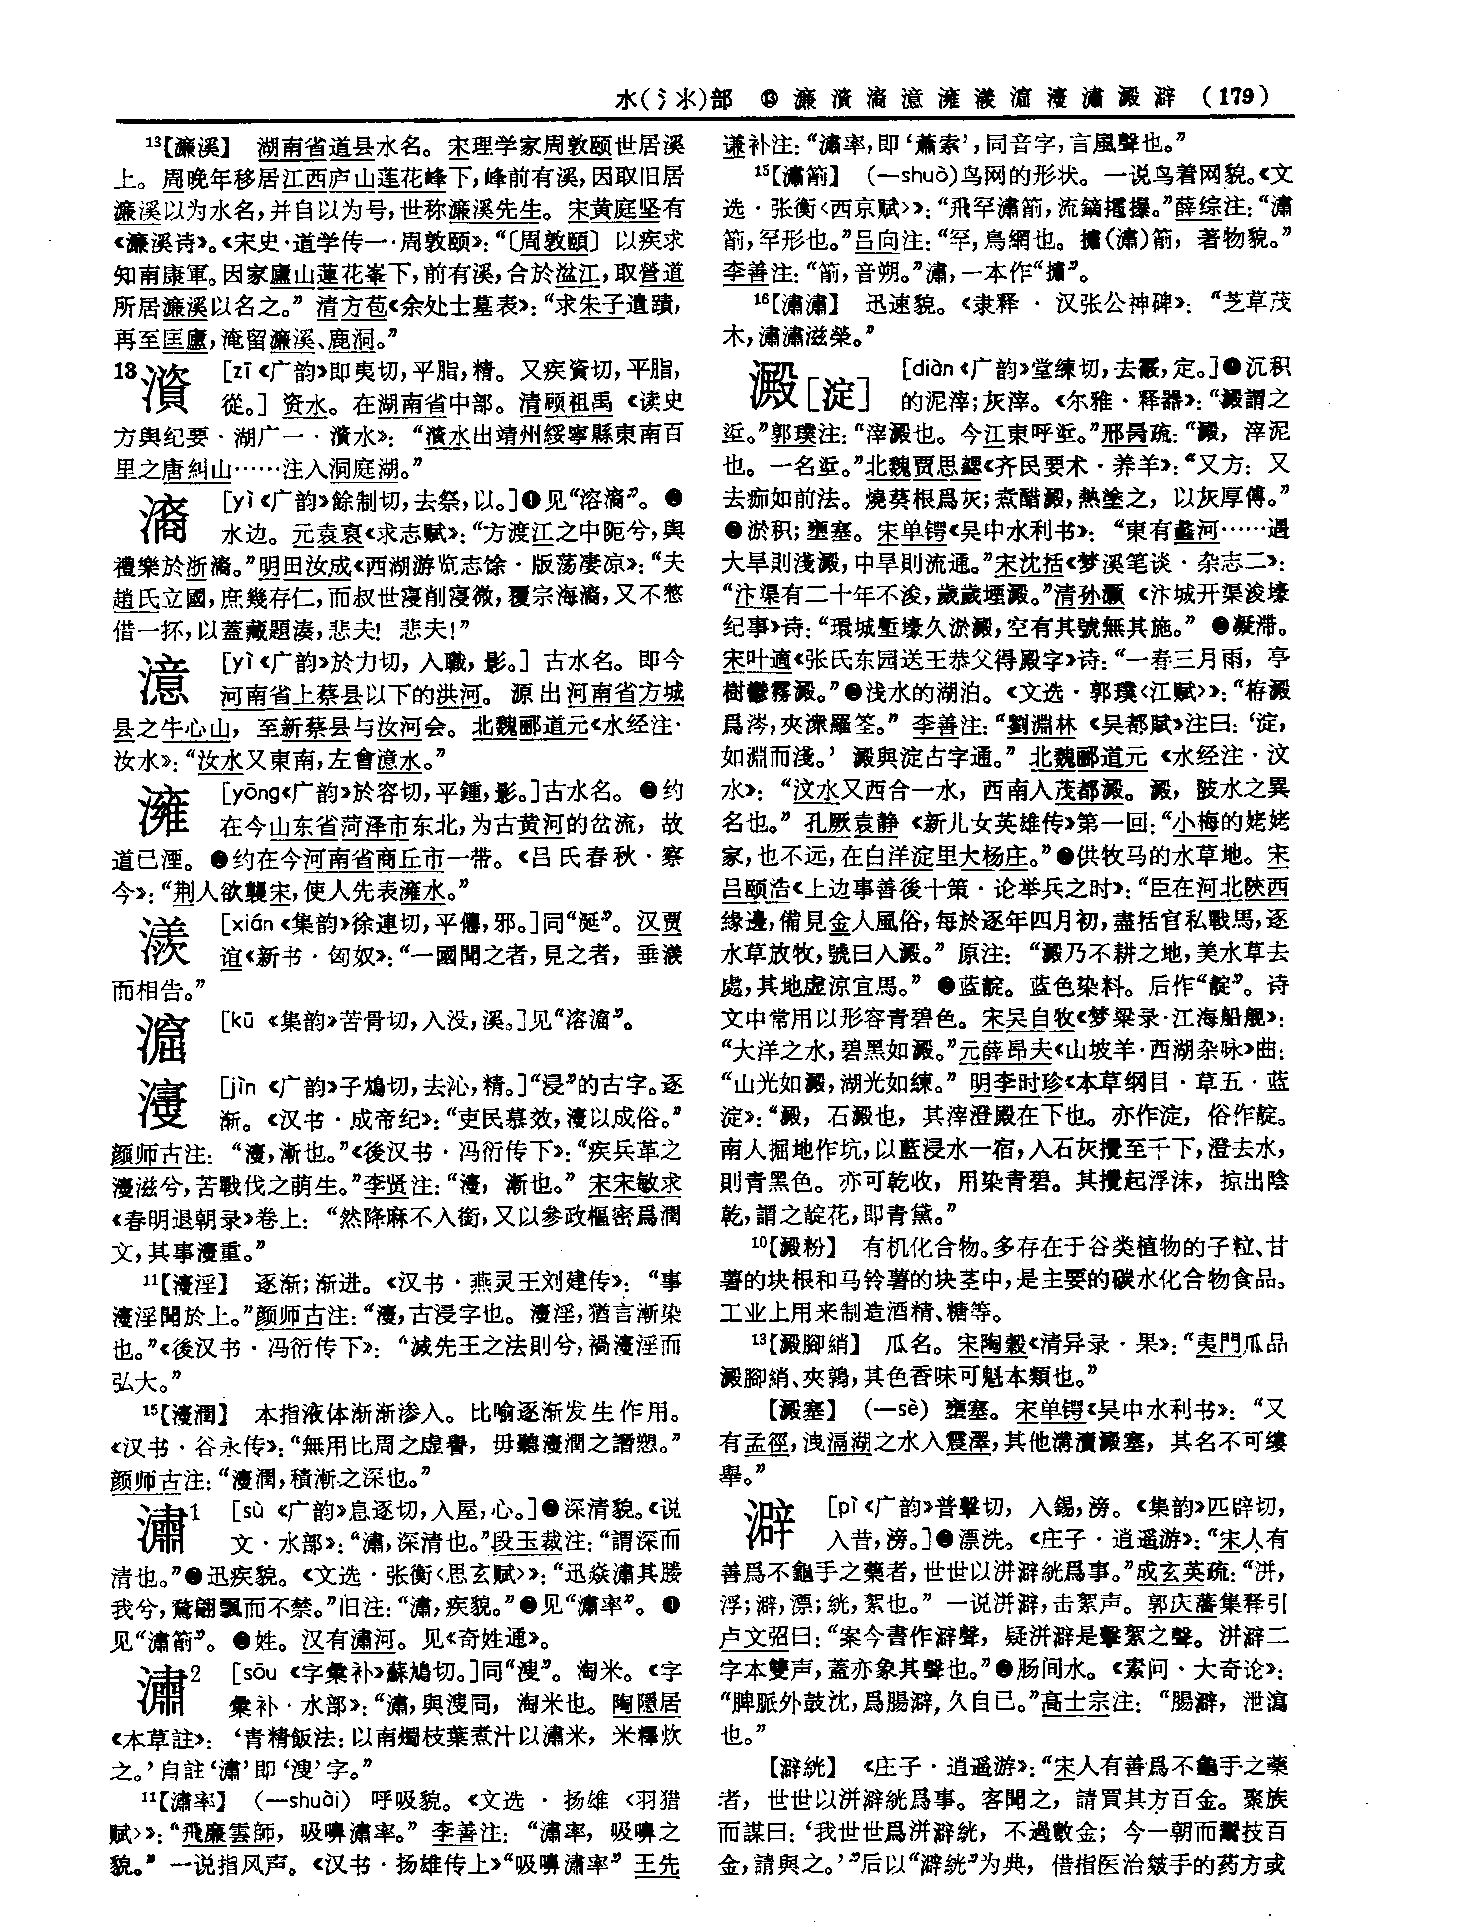 水(氵氺)部 ⑬ 濂濱㵝澺澭㵪㴾濅潚澱澼 (179)
13【濂溪】 湖南省道县水名。宋理学家周敦颐世居溪
上。周晚年移居江西庐山莲花峰下，峰前有溪，因取旧居
濂溪以为水名，并自以为号，世称濂溪先生。宋黄庭坚有
《濂溪诗》。《宋史·道学传一·周敦颐》：“〔周敦頤〕以疾求
知南康軍。因家廬山蓮花峯下，前有溪，合於湓江，取營道
所居濂溪以名之。”清方苞《余处士墓表》：“求朱子遺蹟，
再至匡廬，淹留濂溪、鹿洞。”
13 澬 [zī《广韵》即夷切，平脂，精。又疾資切，平脂，
從。] 资水。在湖南省中部。清顾祖禹《读史
方舆纪要·湖广一·澬水》：“澬水出靖州綏寧縣東南百
里之唐糾山……注入洞庭湖。”
㵝 [yì《广韵》餘制切，去祭，以。]❶见“溶㵝”。❷
水边。元袁裒《求志赋》：“方渡江之中阨兮，與
禮樂於浙㵝。”明田汝成《西湖游览志馀·版荡凄凉》：“夫
趙氏立國，庶幾存仁，而叔世寖削寖微，覆宗海㵝，又不慭
借一抔，以蓋藏題湊，悲夫！悲夫！”
澺 [yì《广韵》於力切，入職，影。] 古水名。即今
河南省上蔡县以下的洪河。源出河南省方城
县之牛心山，至新蔡县与汝河会。北魏郦道元《水经注·
汝水》：“汝水又東南，左會澺水。”
澭 [yōng《广韵》於容切，平鍾，影。]古水名。❶约
在今山东省菏泽市东北，为古黄河的岔流，故
道已湮。❷约在今河南省商丘市一带。《吕氏春秋·察
今》：“荆人欲襲宋，使人先表澭水。”
㵪 [xián《集韵》徐連切，平僊，邪。]同“涎”。汉贾
谊《新书·匈奴》：“一國聞之者，見之者，垂㵪
而相告。”
㴾 [kū《集韵》苦骨切，入没，溪。]见“溶㴾”。
濅 [jìn《广韵》子鴆切，去沁，精。]“浸”的古字。逐
渐。《汉书·成帝纪》：“吏民慕效，濅以成俗。”
颜师古注：“濅，渐也。”《後汉书·冯衍传下》：“疾兵革之
濅滋兮，苦戰伐之萌生。”李贤注：“濅，漸也。”宋宋敏求
《春明退朝录》卷上：“然降麻不入銜，又以參政樞密爲潤
文，其事濅重。”
11【濅淫】 逐渐；渐进。《汉书·燕灵王刘建传》：“事
濅淫聞於上。”颜师古注：“濅，古浸字也。濅淫，猶言漸染
也。”《後汉书·冯衍传下》：“滅先王之法則兮，禍濅淫而
弘大。”
15【濅潤】 本指液体渐渐渗入。比喻逐渐发生作用。
《汉书·谷永传》：“無用比周之虛譽，毋聽濅潤之譖愬。”
颜师古注：“濅潤，積漸之深也。”
潚1 [sù《广韵》息逐切，入屋，心。]❶深清貌。《说
文·水部》：“潚，深清也。”段玉裁注：“謂深而
清也。”❷迅疾貌。《文选·张衡〈思玄赋〉》：“迅猋潚其媵
我兮，鶩翩飄而不禁。”旧注：“潚，疾貌。”❸见“潚率”。❹
见“潚箾”。❺姓。汉有潚河。见《奇姓通》。
潚2 [sōu《字彙补》蘇鳩切。]同“溲”。淘米。《字
彙补·水部》：“潚，與溲同，淘米也。陶隱居
《本草註》：‘青精飯法：以南燭枝葉煮汁以潚米，米釋炊
之。’自註‘潚’即‘溲’字。”
11【潚率】 （—shuài） 呼吸貌。《文选·扬雄〈羽猎
赋〉》：“飛廉雲師，吸嚊潚率。”李善注：“潚率，吸嚊之
貌。”一说指风声。《汉书·扬雄传上》“吸嚊潚率”王先
谦补注：“潚率，即‘蕭索’，同音字，言風聲也。”
15【潚箾】 （—shuò）鸟网的形状。一说鸟着网貌。《文
选·张衡〈西京赋〉》：“飛罕潚箾，流鏑㩧㩧。”薛综注：“潚
箾，罕形也。”吕向注：“罕，鳥網也。㩋(潚)箾，著物貌。”
李善注：“箾，音朔。”潚，一本作“㩋”。
16【潚潚】 迅速貌。《隶释·汉张公神碑》：“芝草茂
木，潚潚滋榮。”
澱[淀] [diàn《广韵》堂練切，去霰，定。]❶沉积
的泥滓；灰滓。《尔雅·释器》：“澱謂之
垽。”郭璞注：“滓澱也。今江東呼垽。”邢昺疏：“澱，滓泥
也。一名垽。”北魏贾思勰《齐民要术·养羊》：“又方：又
去痂如前法。燒葵根爲灰；煮醋澱，熱塗之，以灰厚傅。”
❷淤积；壅塞。宋单锷《吴中水利书》：“東有蠡河……遇
大旱則淺澱，中旱則流通。”宋沈括《梦溪笔谈·杂志二》：
“汴渠有二十年不浚，歲歲堙澱。”清孙灝《汴城开渠浚壕
纪事》诗：“環城塹壕久淤澱，空有其號無其施。”❸凝滞。
宋叶適《张氏东园送王恭父得殿字》诗：“一春三月雨，亭
樹鬱霧澱。”❹浅水的湖泊。《文选·郭璞〈江赋〉》：“栫澱
爲涔，夾潨羅筌。”李善注：“劉淵林《吴都賦》注曰：‘淀，
如淵而淺。’澱與淀古字通。”北魏郦道元《水经注·汶
水》：“汶水又西合一水，西南入茂都澱。澱，陂水之異
名也。”孔厥袁静《新儿女英雄传》第一回：“小梅的姥姥
家，也不远，在白洋淀里大杨庄。”❺供牧马的水草地。宋
吕颐浩《上边事善後十策·论举兵之时》：“臣在河北陝西
缘邊，備見金人風俗，每於逐年四月初，盡括官私戰馬，逐
水草放牧，號曰入澱。”原注：“澱乃不耕之地，美水草去
處，其地虛涼宜馬。”❻蓝靛。蓝色染料。后作“靛”。诗
文中常用以形容青碧色。宋吴自牧《梦粱录·江海船舰》：
“大洋之水，碧黑如澱。”元薛昂夫《山坡羊·西湖杂咏》曲：
“山光如澱，湖光如練。”明李时珍《本草纲目·草五·蓝
淀》：“澱，石澱也，其滓澄殿在下也。亦作淀，俗作靛。
南人掘地作坑，以藍浸水一宿，入石灰攪至千下，澄去水，
則青黑色。亦可乾收，用染青碧。其攪起浮沫，掠出陰
乾，謂之靛花，即青黛。”
10【澱粉】 有机化合物。多存在于谷类植物的子粒、甘
薯的块根和马铃薯的块茎中，是主要的碳水化合物食品。
工业上用来制造酒精、糖等。
13【澱腳綃】 瓜名。宋陶穀《清异录·果》：“夷門瓜品
澱腳綃、夾鶉，其色香味可魁本類也。”
【澱塞】 （—sè） 壅塞。宋单锷《吴中水利书》：“又
有孟徑，洩滆湖之水入震澤，其他溝瀆澱塞，其名不可縷
舉。”
澼 [pì《广韵》普擊切，入錫，滂。《集韵》匹辟切，
入昔，滂。]❶漂洗。《庄子·逍遥游》：“宋人有
善爲不龜手之藥者，世世以洴澼絖爲事。”成玄英疏：“洴，
浮；澼，漂；絖，絮也。”一说洴澼，击絮声。郭庆藩集释引
卢文弨曰：“案今書作澼聲，疑洴澼是擊絮之聲。洴澼二
字本雙声，蓋亦象其聲也。”❷肠间水。《素问·大奇论》：
“脾脈外鼓沈，爲腸澼，久自己。”高士宗注：“腸澼，泄瀉
也。”
【澼絖】 《庄子·逍遥游》：“宋人有善爲不龜手之藥
者，世世以洴澼絖爲事。客聞之，請買其方百金。聚族
而謀曰：‘我世世爲洴澼絖，不過數金；今一朝而鬻技百
金，請與之。’”后以“澼絖”为典，借指医治皴手的药方或